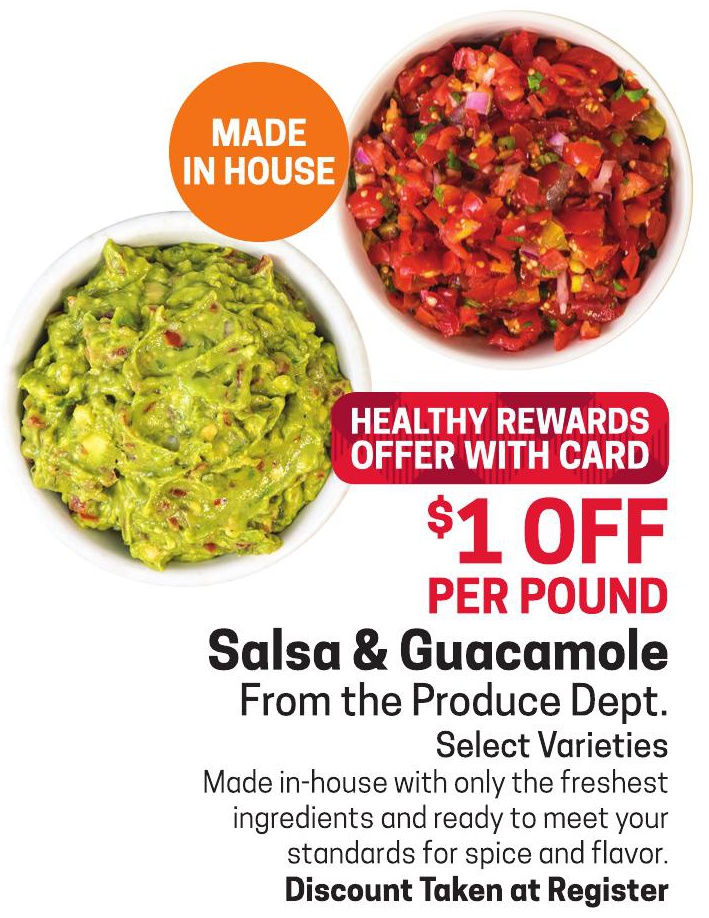 MADE
IN HOUSE
HEALTHY REWARDS
OFFER WITH CARD
$1 OFF
PER POUND
Salsa & Guacamole
From the Produce Dept.
Select Varieties
Made in-house with only the freshest
ingredients and ready to meet your
standards for spice and flavor.
Discount Taken at Register